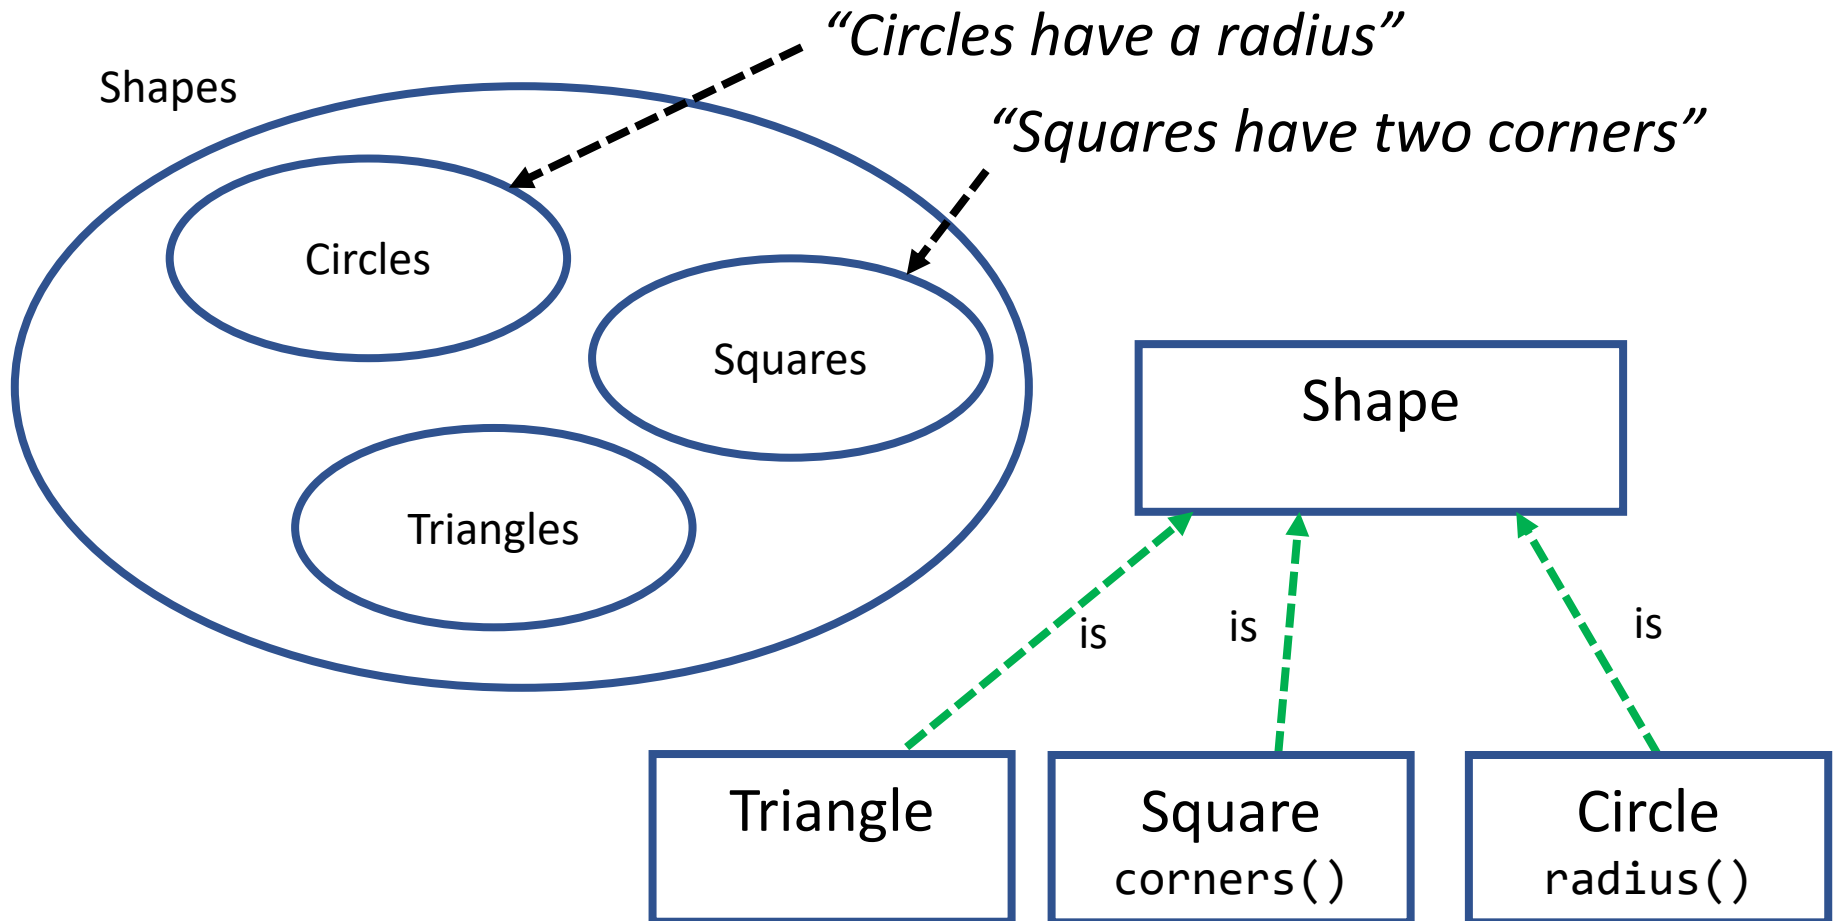 “Circles have a radius”
Shapes
“Squares have two corners”
Circles
Squares
Shape
Triangles
is
is
is
Triangle
Square
corners()
Circle
radius()